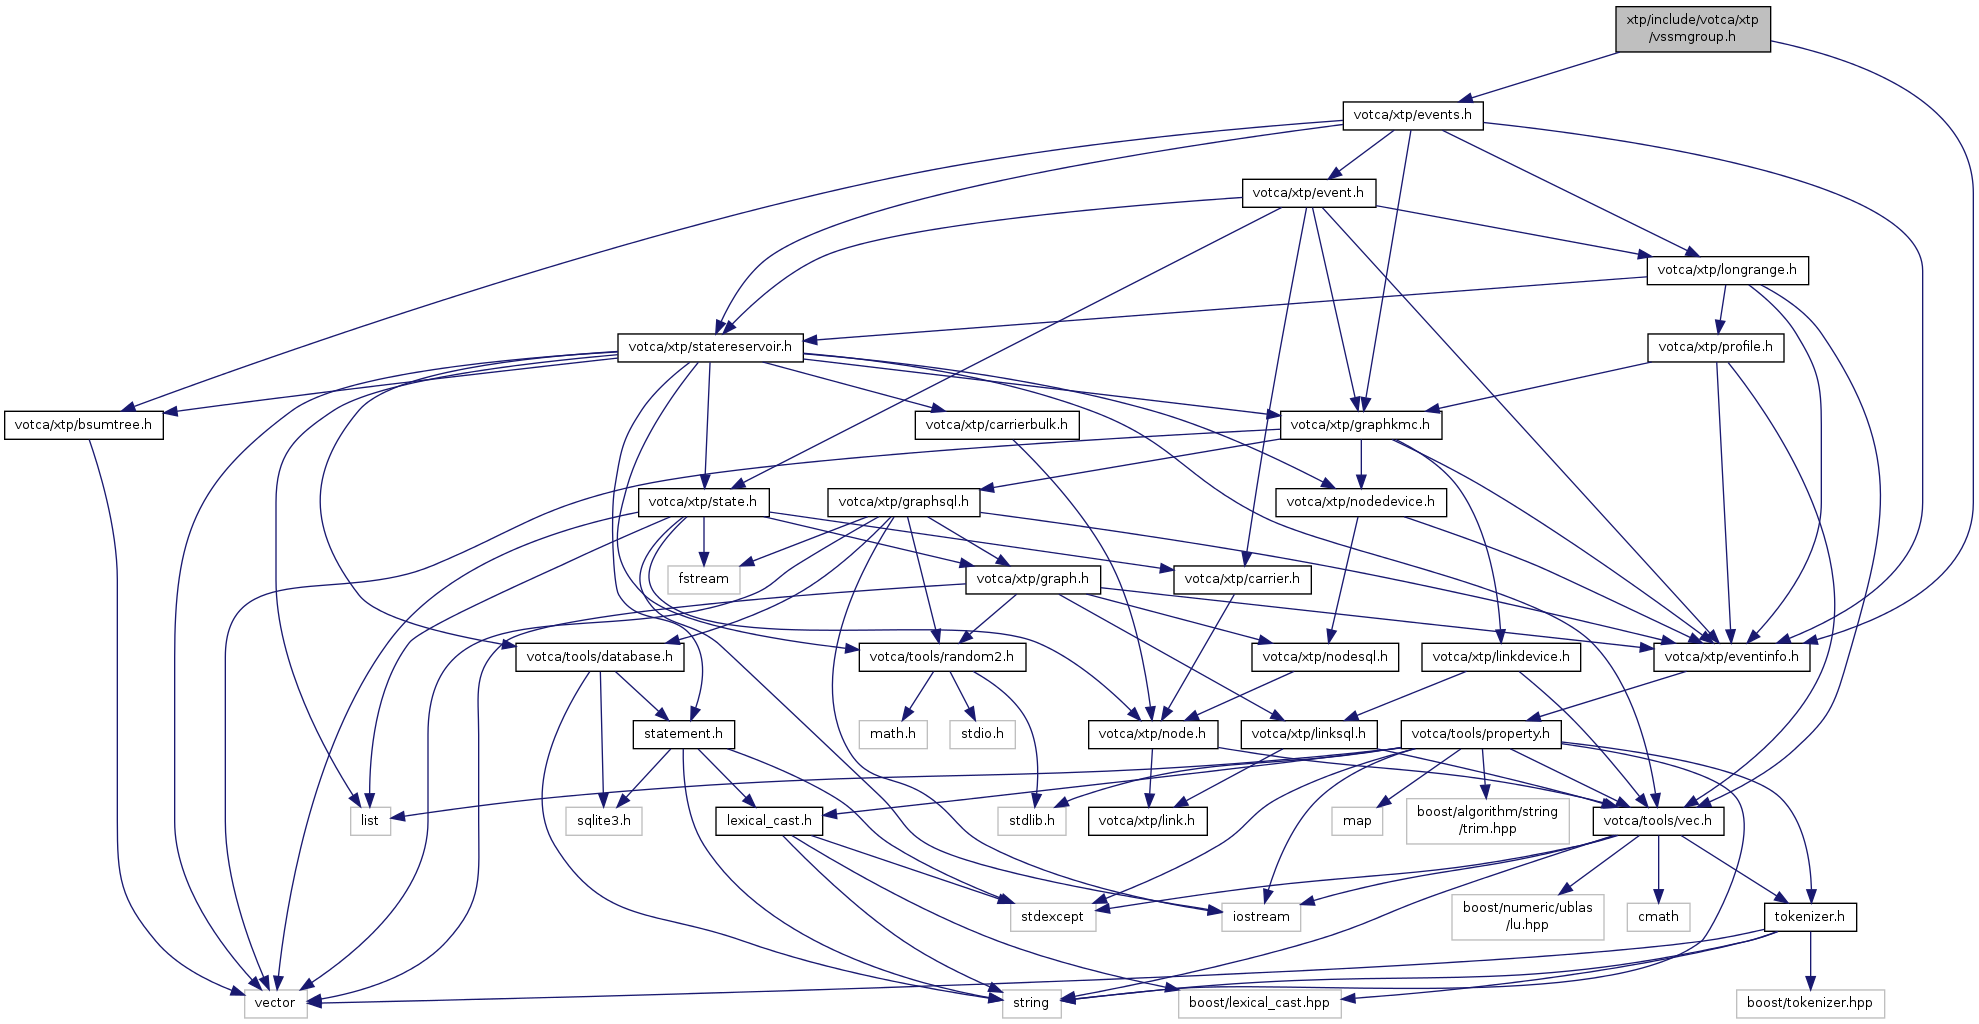 xtp/include/votca/xtp
/vssmgroup.h
votca/xtp/events.h
votca/xtp/event.h
votca/xtp/longrange.h
votca/xtp/statereservoir.h
votca/xtp/profile.h
votca/xtp/bsumtree.h
votca/xtp/carrierbulk.h
votca/xtp/graphkmc.h
votca/xtp/state.h
votca/xtp/graphsql.h
votca/xtp/nodedevice.h
fstream
votca/xtp/graph.h
votca/xtp/carrier.h
votca/tools/database.h
votca/tools/random2.h
votca/xtp/nodesql.h
votca/xtp/linkdevice.h
votca/xtp/eventinfo.h
statement.h
math.h
stdio.h
votca/xtp/node.h
votca/xtp/linksql.h
votca/tools/property.h
list
sqlite3.h
lexical_cast.h
stdlib.h
votca/xtp/link.h
map
boost/algorithm/string
/trim.hpp
votca/tools/vec.h
stdexcept
iostream
boost/numeric/ublas
/lu.hpp
cmath
tokenizer.h
vector
string
boost/lexical_cast.hpp
boost/tokenizer.hpp